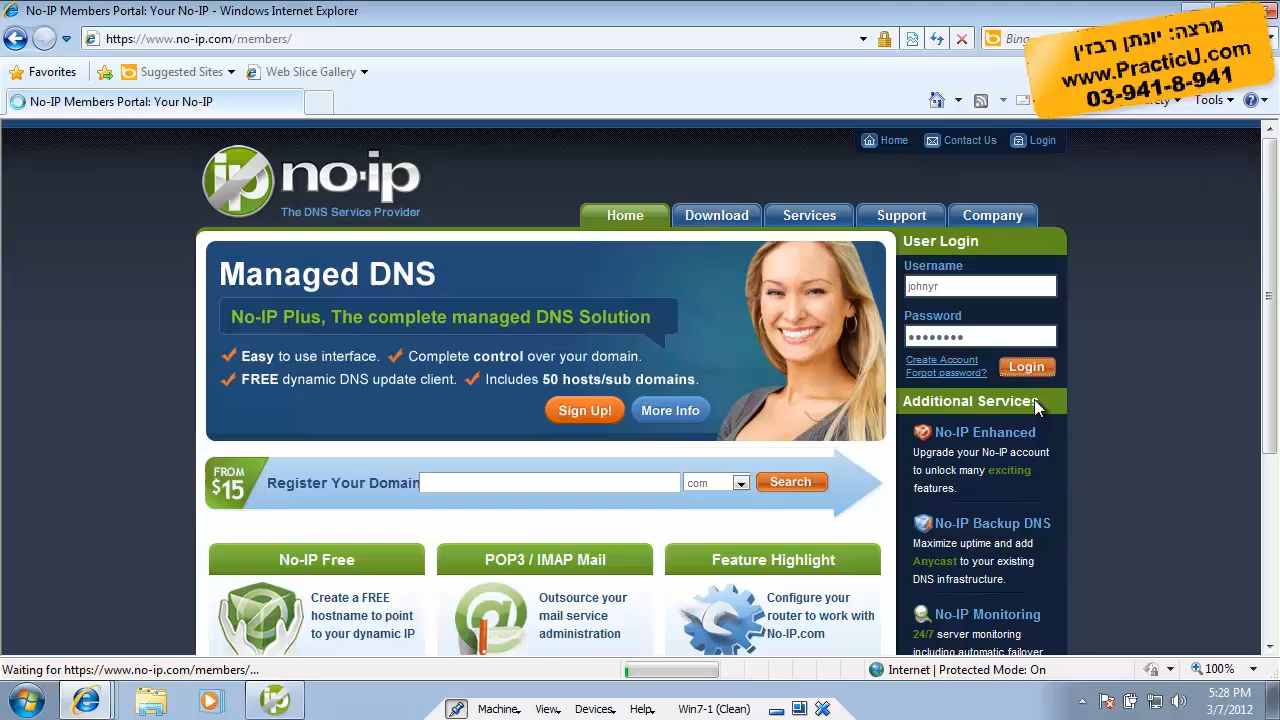 No-IP Members Portal: Your No-IP - Windows Internet Explorer
https://www.no-ip.com/members/
Bing
מרצה: יונתן רבזין
www.PracticU.com
03-941-8-941
Favorites
Suggested Sites
Web Slice Gallery
No-IP Members Portal: Your No-IP
Tools
Home
Contact Us
Login
ip no·ip
The DNS Service Provider
Home
Download
Services
Support
Company
Managed DNS
No-IP Plus, The complete managed DNS Solution
Easy to use interface. Complete control over your domain.
FREE dynamic DNS update client. Includes 50 hosts/sub domains.
Sign Up!
More Info
User Login
Username
johnyr
Password
••••••••
Create Account
Forgot password?
Login
FROM
$15
Register Your Domain
com
Search
Additional Services
No-IP Enhanced
Upgrade your No-IP account
to unlock many exciting
features.
No-IP Backup DNS
Maximize uptime and add
Anycast to your existing
DNS infrastructure.
No-IP Monitoring
24/7 server monitoring
including automatic failover
No-IP Free
Create a FREE
hostname to point
to your dynamic IP
POP3 / IMAP Mail
Outsource your
mail service
administration
Feature Highlight
Configure your
router to work with
No-IP.com
Waiting for https://www.no-ip.com/members/...
Internet | Protected Mode: On
100%
Machine
View
Devices
Help
Win7-1 (Clean)
5:28 PM
3/7/2012